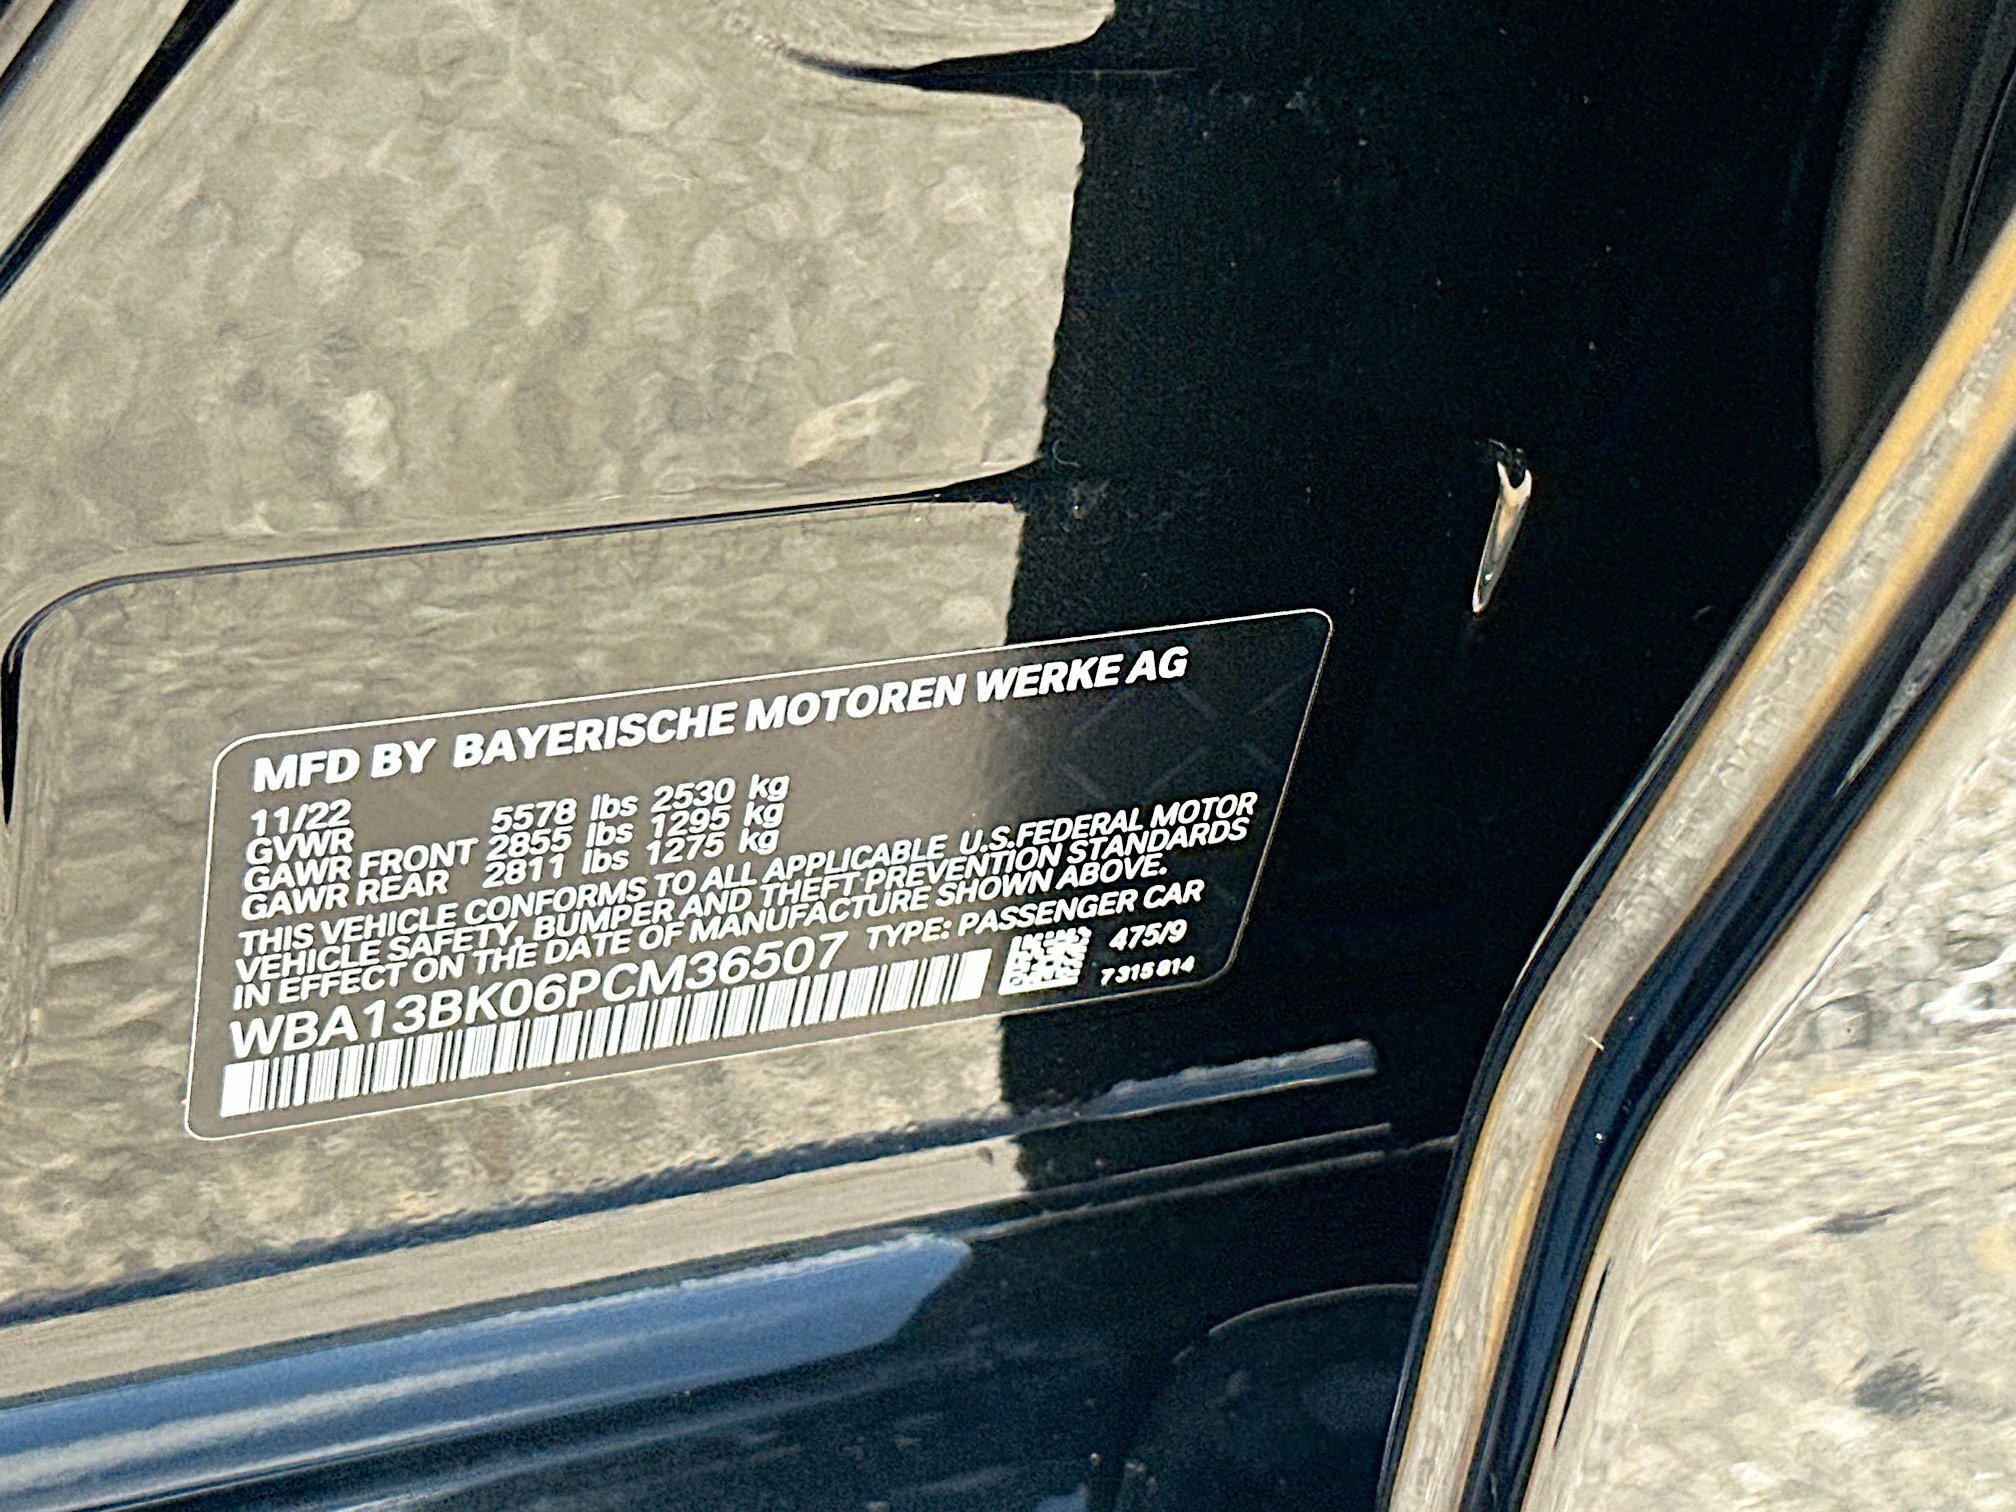 MFD BY BAYERISCHE MOTOREN WERKE AG
11/22
GVWR 5578 lbs 2530 kg
GAWR FRONT 2855 lbs 1295 kg
GAWR REAR 2811 lbs 1275 kg
THIS VEHICLE CONFORMS TO ALL APPLICABLE U.S.FEDERAL MOTOR
VEHICLE SAFETY, BUMPER AND THEFT PREVENTION STANDARDS
IN EFFECT ON THE DATE OF MANUFACTURE SHOWN ABOVE.
WBA13BK06PCM36507 TYPE: PASSENGER CAR
475/9
7 315 814